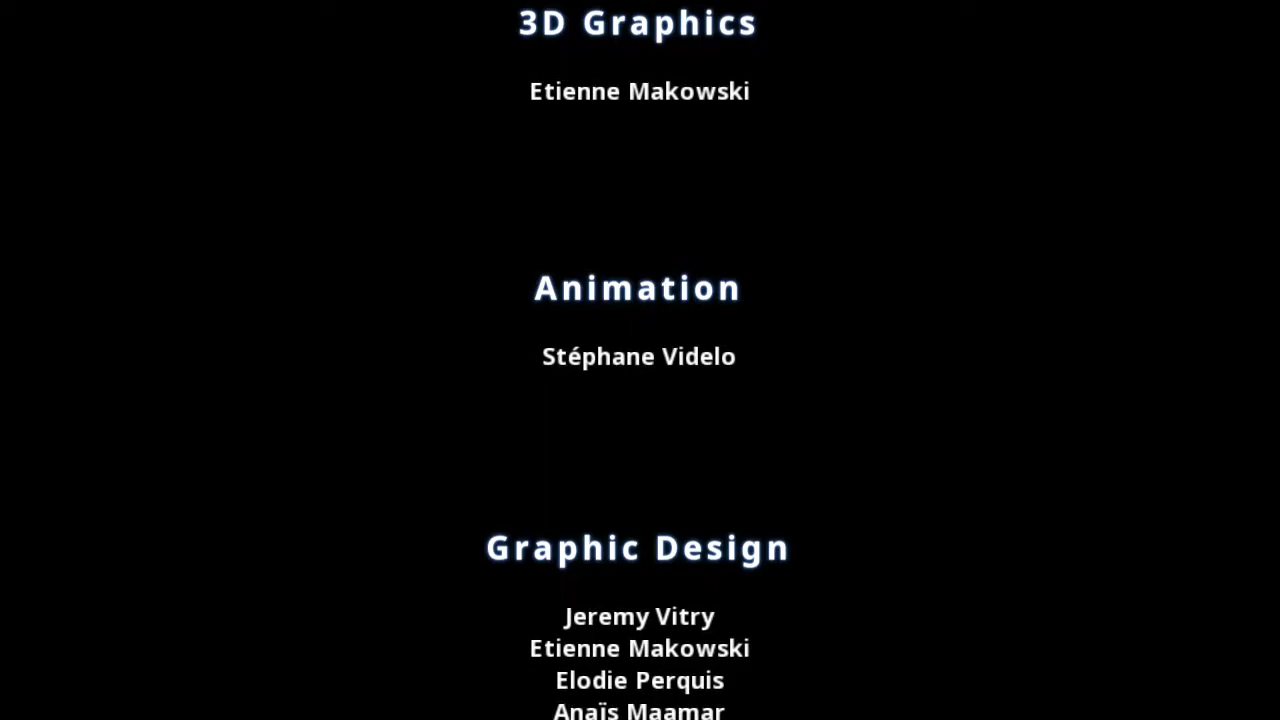 3D Graphics
Etienne Makowski
Animation
Stéphane Videlo
Graphic Design
Jeremy Vitry
Etienne Makowski
Elodie Perquis
Anaïs Maamar